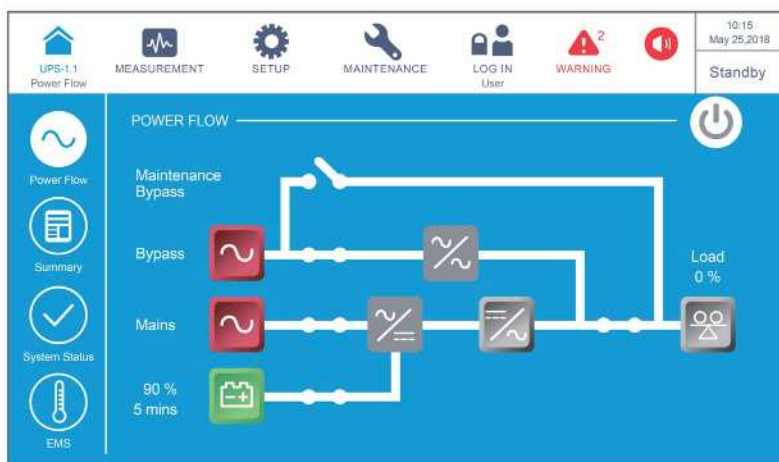 UPS-1.1
Power Flow
MEASUREMENT
SETUP
MAINTENANCE
LOG IN
User
WARNING
2
10:15
May 25,2018
Standby
Power Flow
Summary
System Status
EMS
POWER FLOW
Maintenance
Bypass
Bypass
Mains
90 %
5 mins
Load
0 %